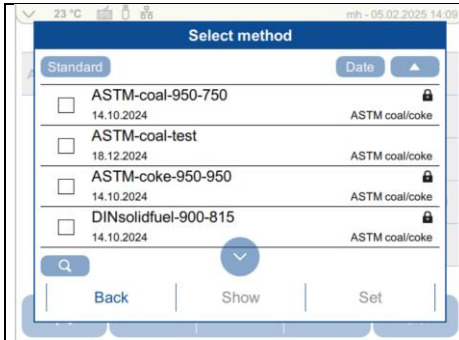 23 °C mh - 05.02.2025 14:09
Select method
Standard Date
ASTM-coal-950-750
14.10.2024 ASTM coal/coke
ASTM-coal-test
18.12.2024 ASTM coal/coke
ASTM-coke-950-950
14.10.2024 ASTM coal/coke
DINsolidfuel-900-815
14.10.2024 ASTM coal/coke
Back Show Set